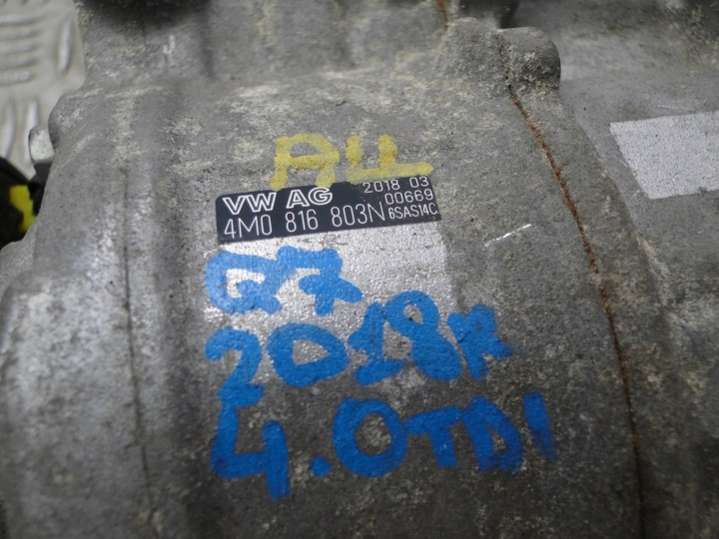 A4
VW AG 2018 03
00669
4M0 816 803N 6SAS14C
Q7
2018R
4.0TDI